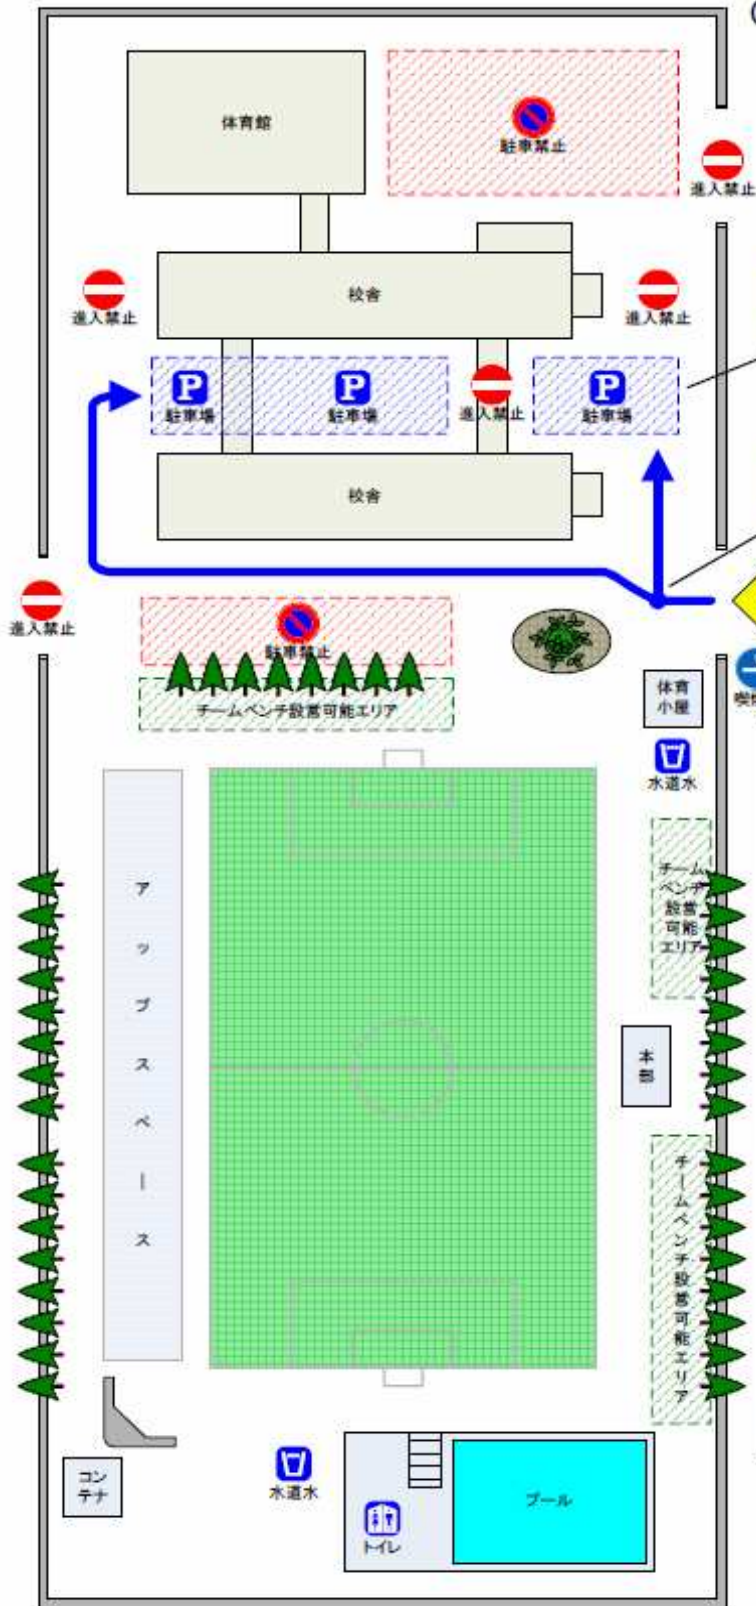 体育館
駐車禁止
進入禁止
校舎
進入禁止
進入禁止
P
駐車場
P
駐車場
進入禁止
P
駐車場
校舎
進入禁止
駐車禁止
チームベンチ設営可能エリア
体育
小屋
水道水
チーム
ベンチ
設営
可能
エリア
アップスペース
本部
チームベンチ設営可能エリア
コン
テナ
水道水
トイレ
プール